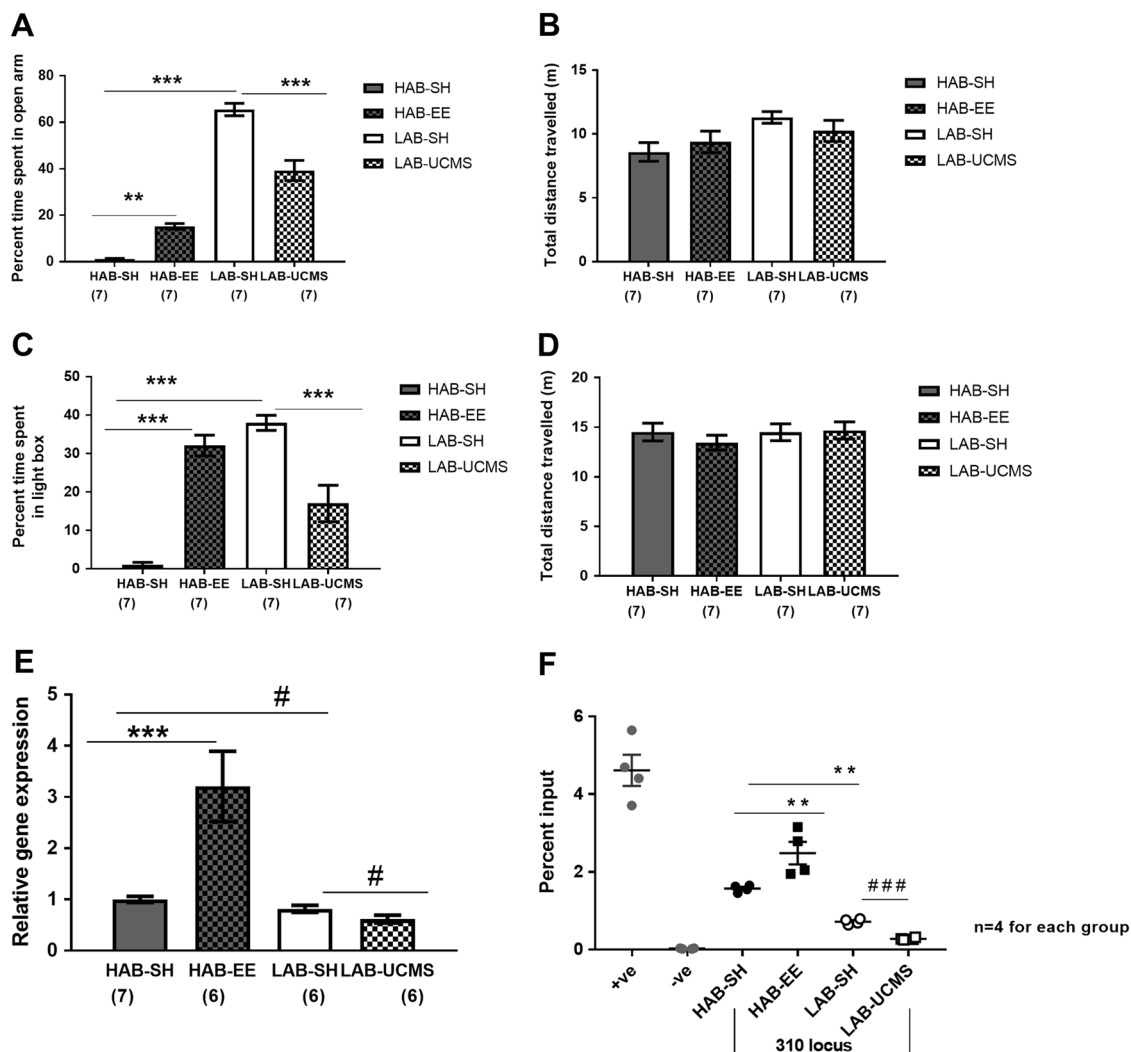 A
Percent time spent in open arm
80
60
40
20
0
***
***
**
HAB-SH
HAB-EE
LAB-SH
LAB-UCMS
(7)
(7)
(7)
(7)
HAB-SH
HAB-EE
LAB-SH
LAB-UCMS
B
Total distance travelled (m)
15
10
5
0
HAB-SH
HAB-EE
LAB-SH
LAB-UCMS
(7)
(7)
(7)
(7)
HAB-SH
HAB-EE
LAB-SH
LAB-UCMS
C
Percent time spent
in light box
50
40
30
20
10
0
***
***
***
HAB-SH
HAB-EE
LAB-SH
LAB-UCMS
(7)
(7)
(7)
(7)
HAB-SH
HAB-EE
LAB-SH
LAB-UCMS
D
Total distance travelled (m)
20
15
10
5
0
HAB-SH
HAB-EE
LAB-SH
LAB-UCMS
(7)
(7)
(7)
(7)
HAB-SH
HAB-EE
LAB-SH
LAB-UCMS
E
Relative gene expression
5
4
3
2
1
0
#
***
#
HAB-SH
HAB-EE
LAB-SH
LAB-UCMS
(7)
(6)
(6)
(6)
F
Percent input
6
4
2
0
**
**
###
+ve
-ve
HAB-SH
HAB-EE
LAB-SH
LAB-UCMS
310 locus
n=4 for each group